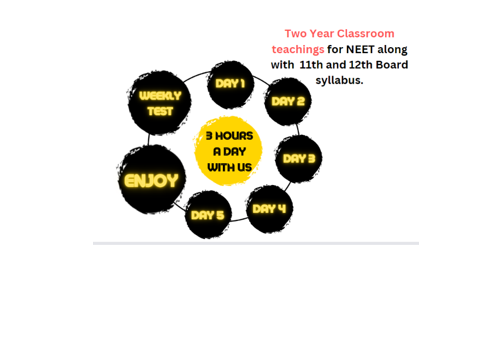 Two Year Classroom
teachings for NEET along
with 11th and 12th Board
syllabus.
DAY 1
DAY 2
DAY 3
DAY 4
DAY 5
ENJOY
WEEKLY
TEST
3 HOURS
A DAY
WITH US